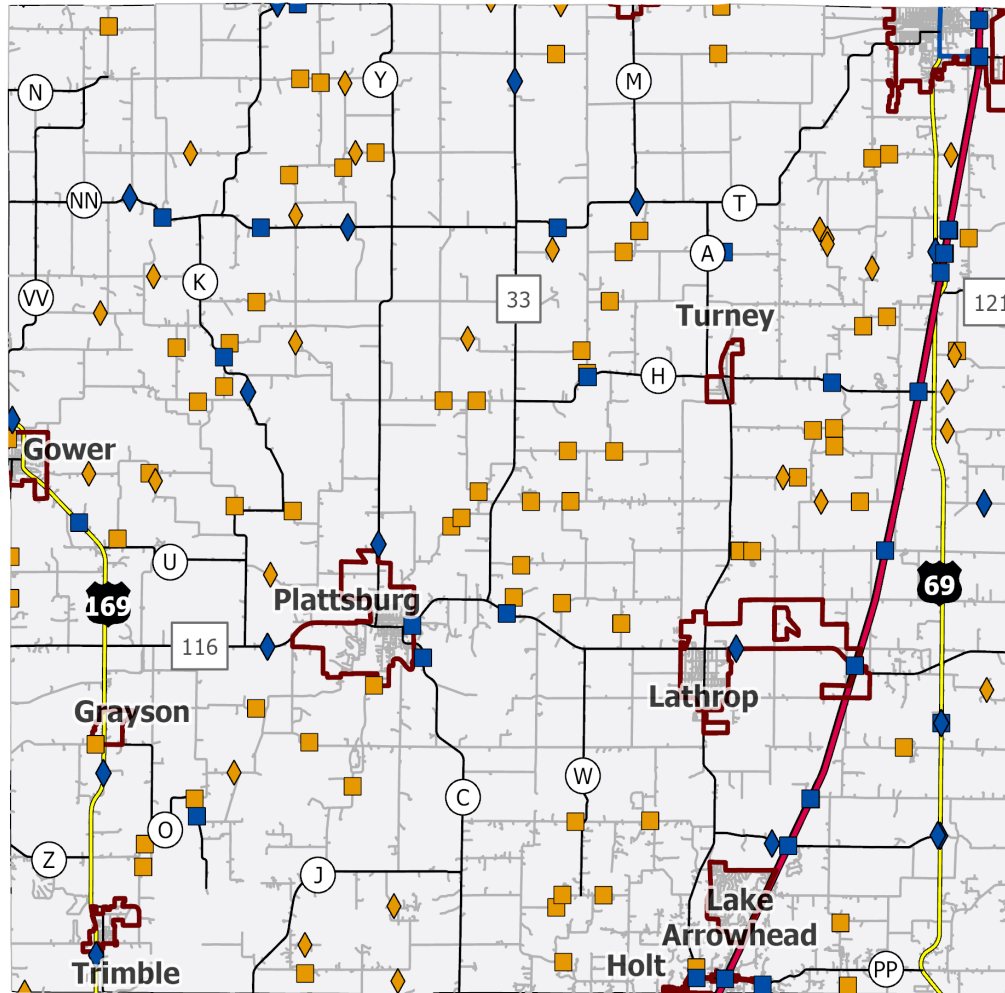 Y
M
N
NN
T
A
K
VV
33
121
Turney
H
Gower
U
169
69
Plattsburg
116
Lathrop
Grayson
W
C
O
Z
J
Lake
Arrowhead
Holt
PP
Trimble